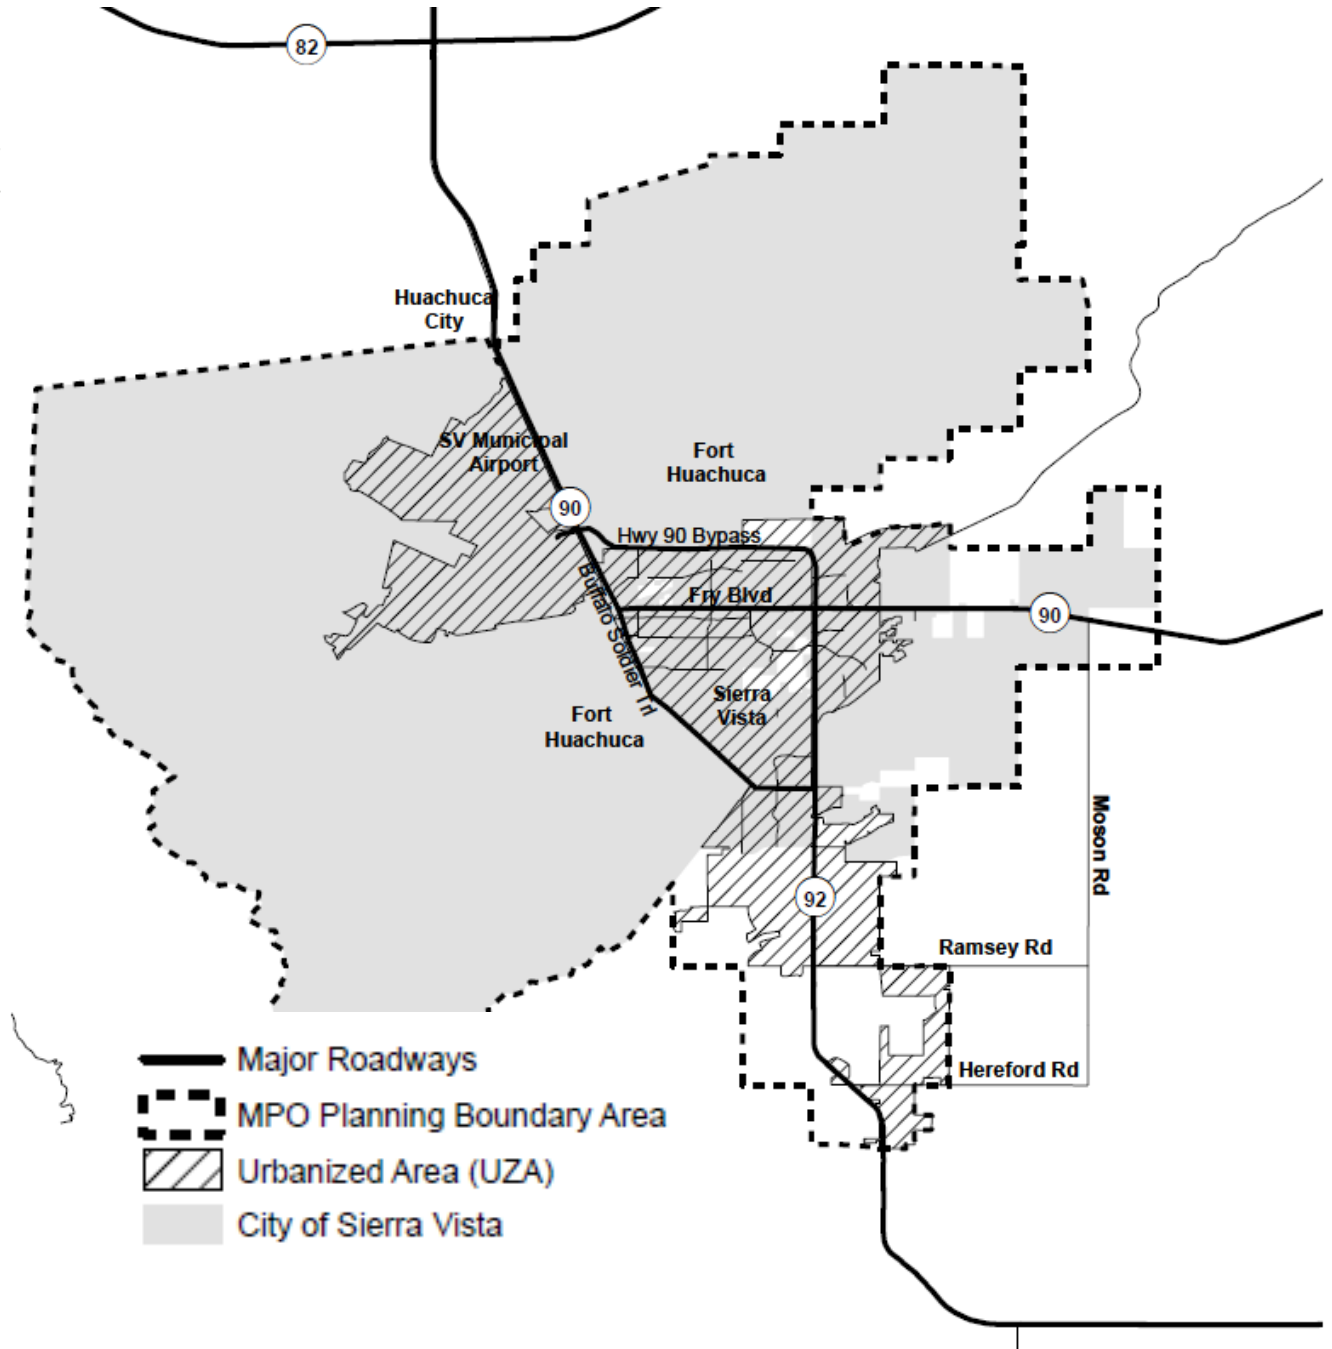 82
Huachuca
City
SV Municipal
Airport
Fort
Huachuca
90
Hwy 90 Bypass
Buffalo Soldier Trl
Fry Blvd
90
Sierra
Vista
Fort
Huachuca
Moson Rd
92
Ramsey Rd
Hereford Rd
Major Roadways
MPO Planning Boundary Area
Urbanized Area (UZA)
City of Sierra Vista